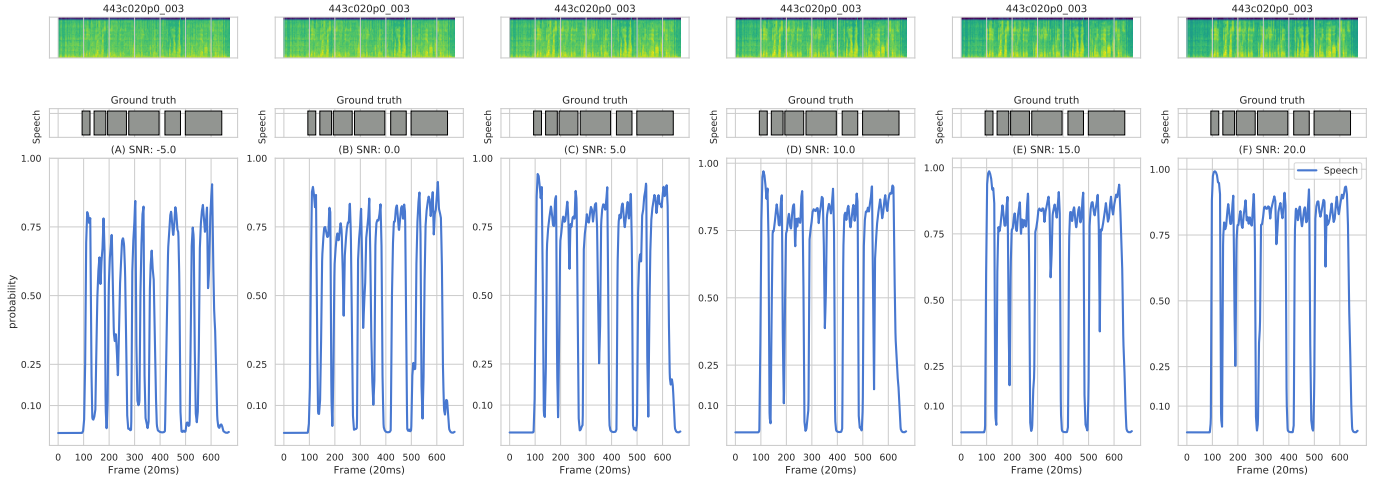 443c020p0_003 443c020p0_003 443c020p0_003 443c020p0_003 443c020p0_003 443c020p0_003
Ground truth Ground truth Ground truth Ground truth Ground truth Ground truth
Speech Speech Speech Speech Speech Speech
(A) SNR: -5.0 (B) SNR: 0.0 (C) SNR: 5.0 (D) SNR: 10.0 (E) SNR: 15.0 (F) SNR: 20.0
1.00 1.00 1.00 1.00 1.00 1.00
Speech
0.75 0.75 0.75 0.75 0.75 0.75
probability
0.50 0.50 0.50 0.50 0.50 0.50
0.25 0.25 0.25 0.25 0.25 0.25
0.10 0.10 0.10 0.10 0.10 0.10
0 100 200 300 400 500 600 0 100 200 300 400 500 600 0 100 200 300 400 500 600 0 100 200 300 400 500 600 0 100 200 300 400 500 600 0 100 200 300 400 500 600
Frame (20ms) Frame (20ms) Frame (20ms) Frame (20ms) Frame (20ms) Frame (20ms)